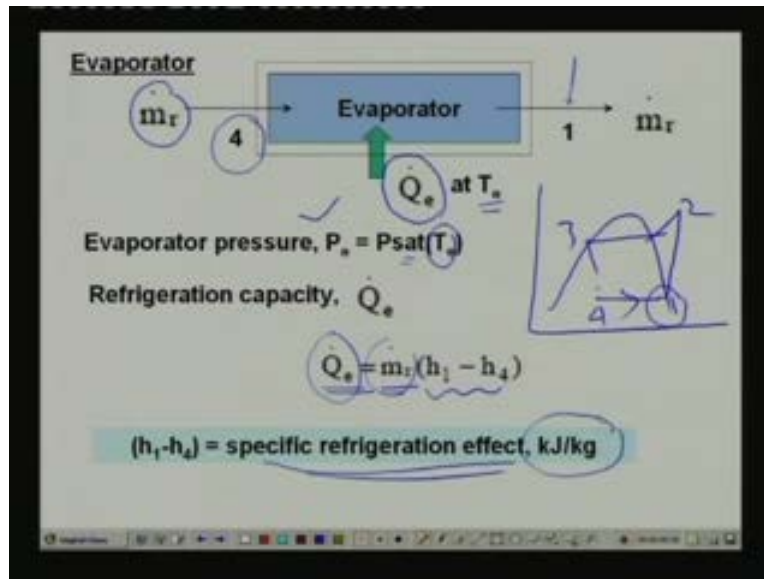 Evaporator
ṁr 4 Evaporator 1 ṁr
Q̇e at Te
Evaporator pressure, Pe = Psat(Te)
Refrigeration capacity, Q̇e
3 2
4 1
Q̇e = ṁr(h1 − h4)
(h1-h4) = specific refrigeration effect, kJ/kg